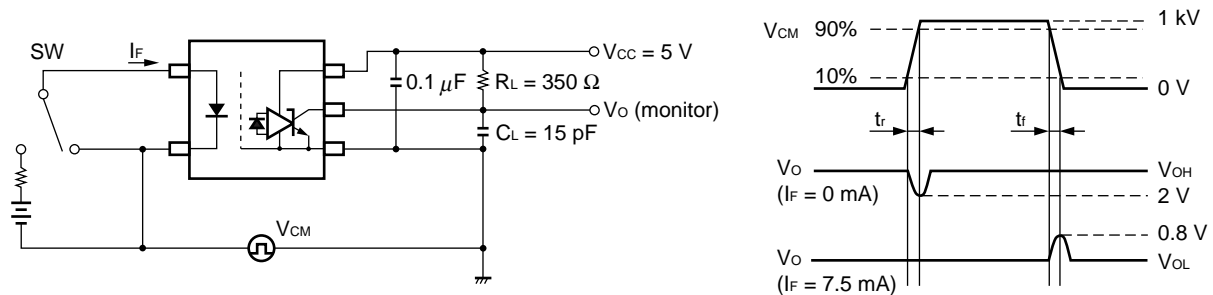 SW
IF
VCC = 5 V
0.1 μF
RL = 350 Ω
VO (monitor)
CL = 15 pF
VCM
VCM 90%
10%
1 kV
0 V
tr
tf
VO
(IF = 0 mA)
VOH
2 V
0.8 V
VO
(IF = 7.5 mA)
VOL